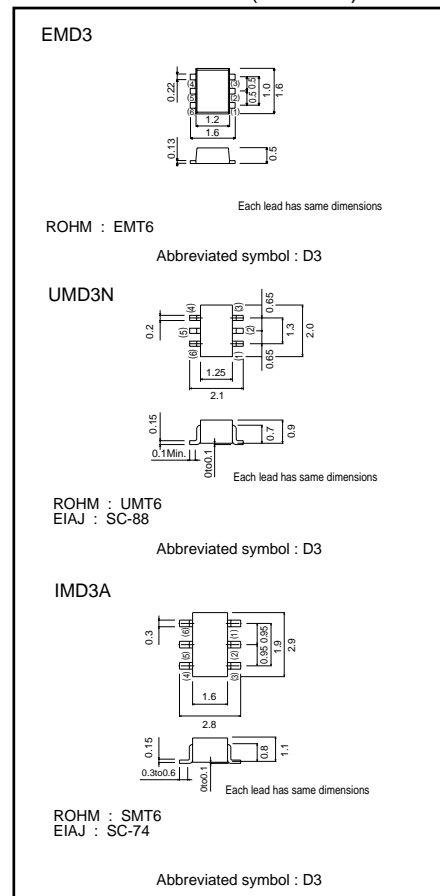 EMD3
0.22
(4)
(3)
(5)
(2)
(6)
(1)
0.5 0.5
1.0
1.6
1.2
1.6
0.13
0.5
Each lead has same dimensions
ROHM : EMT6
Abbreviated symbol : D3
UMD3N
0.2
(4)
(3)
(5)
(2)
(6)
(1)
0.65
1.3
0.65
2.0
1.25
2.1
0.15
0.1Min.
0to0.1
0.7
0.9
Each lead has same dimensions
ROHM : UMT6
EIAJ : SC-88
Abbreviated symbol : D3
IMD3A
0.3
(6)
(1)
(5)
(2)
(4)
(3)
0.95 0.95
1.9
2.9
1.6
2.8
0.15
0.3to0.6
0to0.1
0.8
1.1
Each lead has same dimensions
ROHM : SMT6
EIAJ : SC-74
Abbreviated symbol : D3